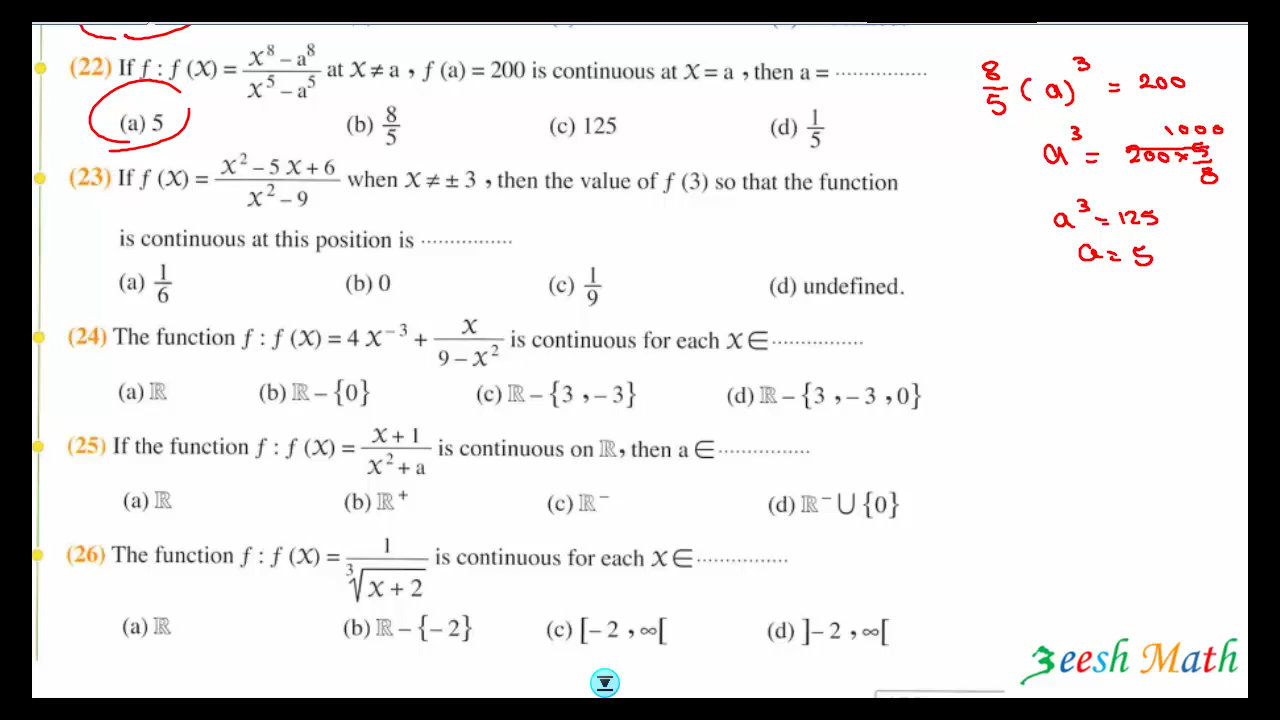 (22) If f : f (X) = (X⁸ – a⁸)/(X⁵ – a⁵) at X ≠ a , f (a) = 200 is continuous at X = a , then a = ................
(a) 5 (b) 8/5 (c) 125 (d) 1/5
(23) If f (X) = (X² – 5 X + 6)/(X² – 9) when X ≠ ± 3 , then the value of f (3) so that the function
is continuous at this position is ................
(a) 1/6 (b) 0 (c) 1/9 (d) undefined.
(24) The function f : f (X) = 4 X⁻³ + X/(9 – X²) is continuous for each X ∈ ................
(a) ℝ (b) ℝ – {0} (c) ℝ – {3 , – 3} (d) ℝ – {3 , – 3 , 0}
(25) If the function f : f (X) = (X + 1)/(X² + a) is continuous on ℝ, then a ∈ ................
(a) ℝ (b) ℝ⁺ (c) ℝ⁻ (d) ℝ⁻ ∪ {0}
(26) The function f : f (X) = 1/∛(X + 2) is continuous for each X ∈ ................
(a) ℝ (b) ℝ – {– 2} (c) [– 2 , ∞[ (d) ]– 2 , ∞[
8/5 (a)³ = 200
1000
a³ = 200 × 5/8
a³ = 125
a = 5
Zeesh Math